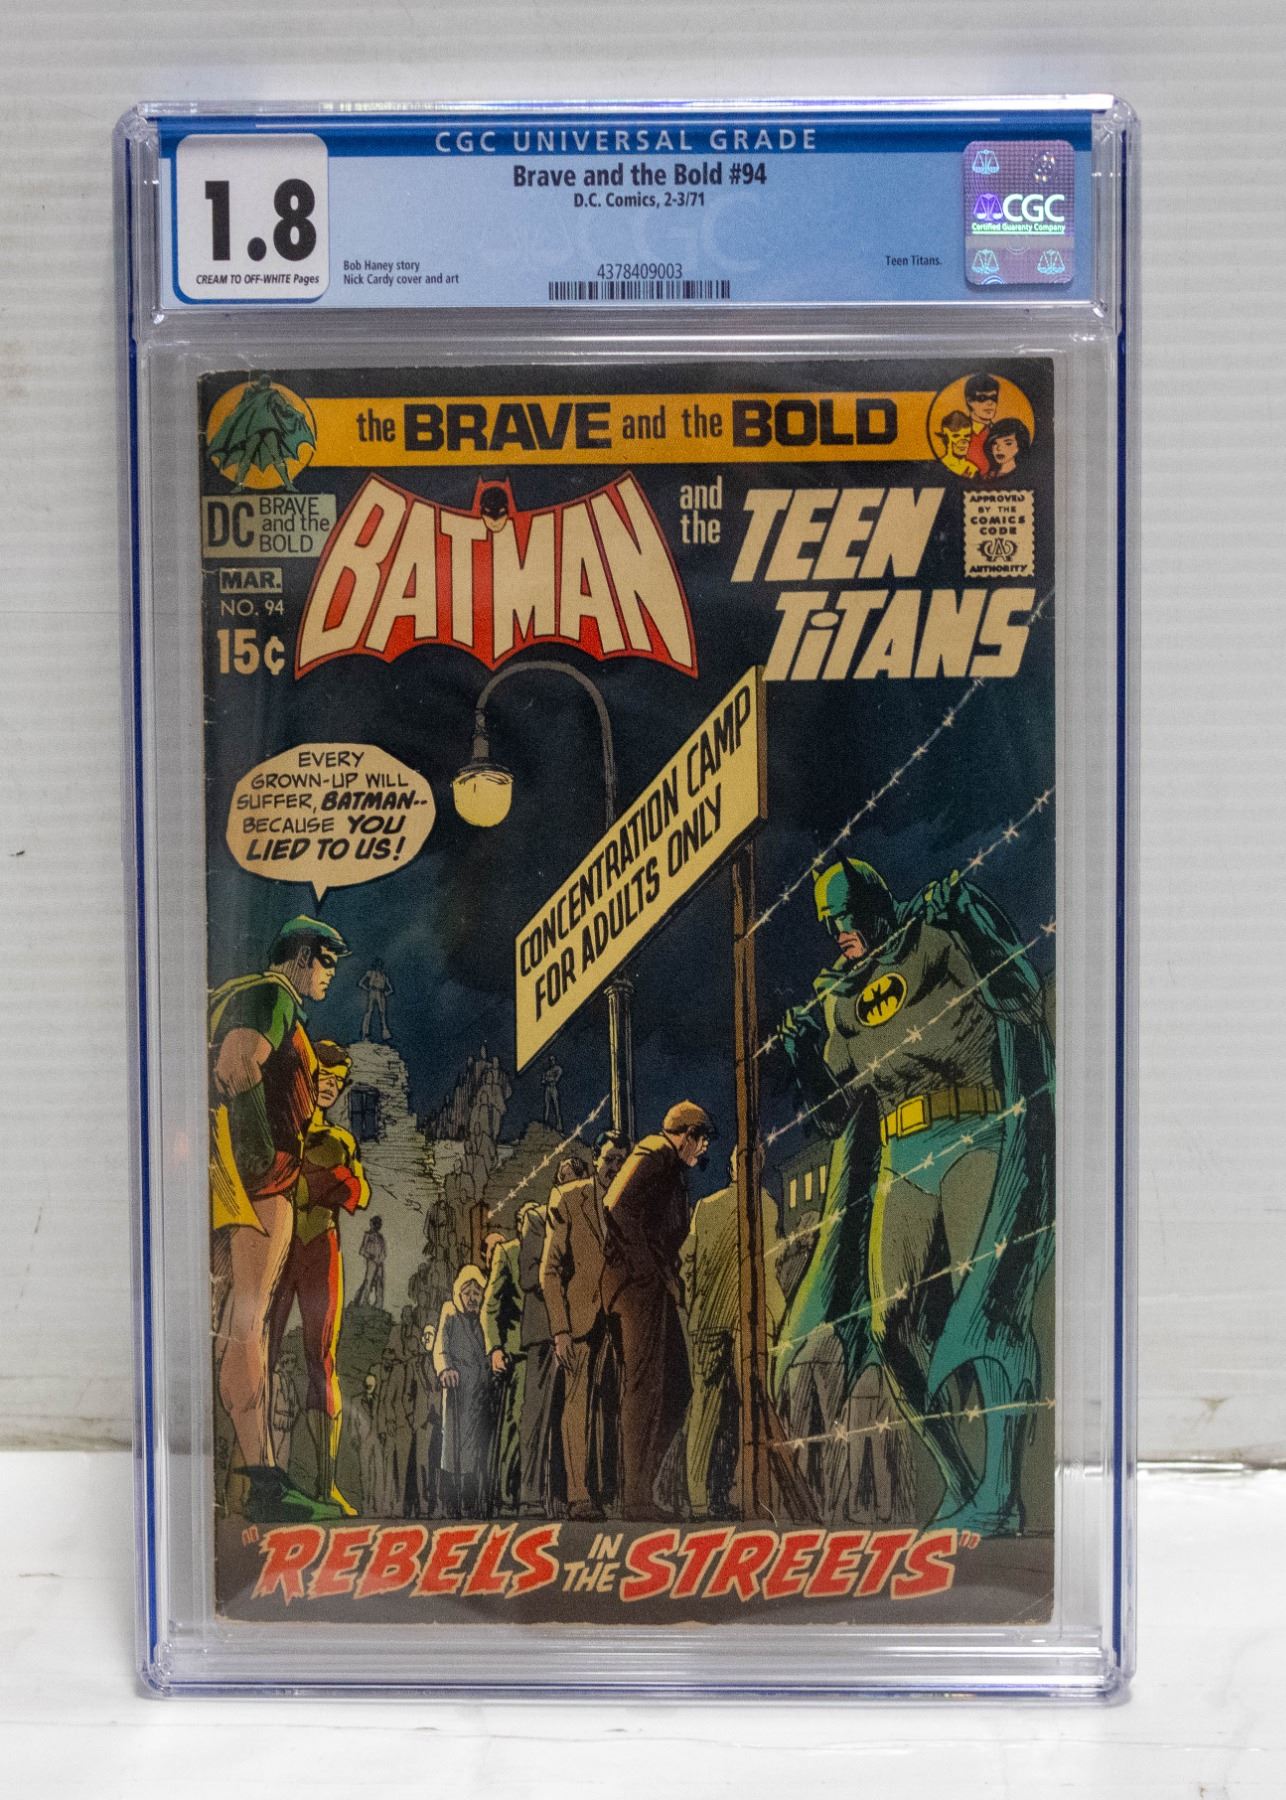 CGC UNIVERSAL GRADE
1.8
CREAM TO OFF-WHITE Pages
Brave and the Bold #94
D.C. Comics, 2-3/71
Bob Haney story
Nick Cardy cover and art
4378409003
Teen Titans.
CGC
Certified Guaranty Company
the BRAVE and the BOLD
DC BRAVE and the BOLD
MAR.
NO. 94
15¢
BATMAN
and the
TEEN
TiTANS
APPROVED
BY THE
COMICS
CODE
CA
AUTHORITY
EVERY
GROWN-UP WILL
SUFFER, BATMAN--
BECAUSE YOU
LIED TO US!
CONCENTRATION CAMP
FOR ADULTS ONLY
"REBELS IN THE STREETS"